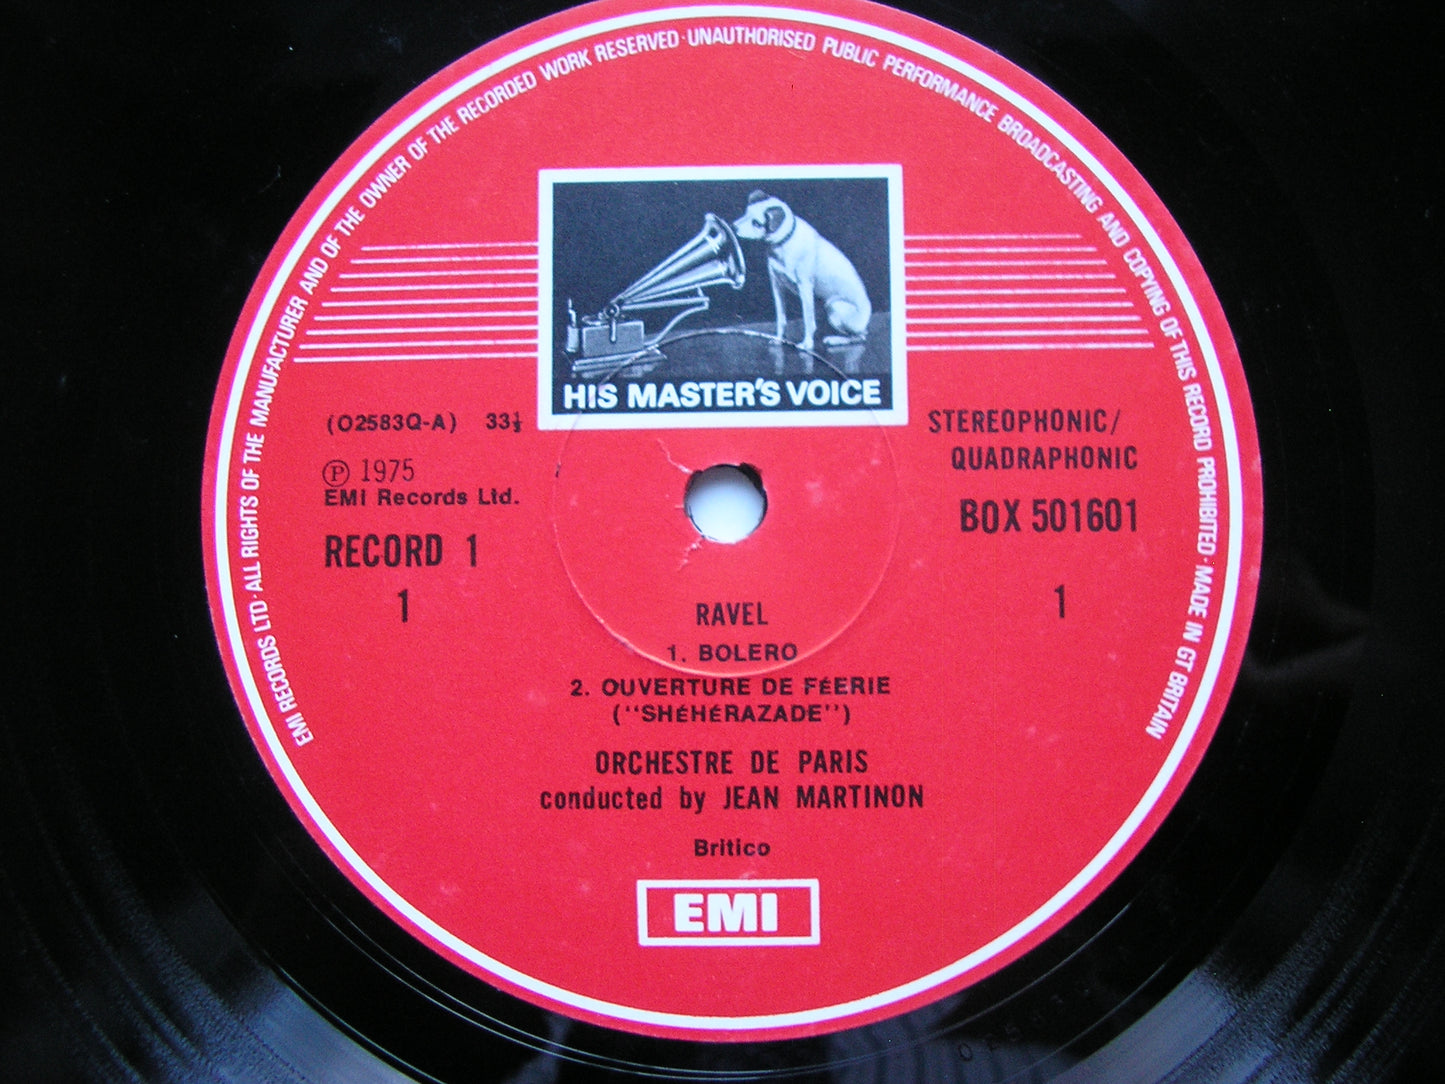 EMI RECORDS LTD · ALL RIGHTS OF THE MANUFACTURER AND OF THE OWNER OF THE RECORDED WORK RESERVED · UNAUTHORISED PUBLIC PERFORMANCE BROADCASTING AND COPYING OF THIS RECORD PROHIBITED · MADE IN GT BRITAIN
HIS MASTER'S VOICE
(O2583Q-A) 33⅓
STEREOPHONIC/
QUADRAPHONIC
Ⓟ 1975
EMI Records Ltd.
BOX 501601
RECORD 1
1
1
RAVEL
1. BOLERO
2. OUVERTURE DE FÉERIE
("SHÉHÉRAZADE")
ORCHESTRE DE PARIS
conducted by JEAN MARTINON
Britico
EMI